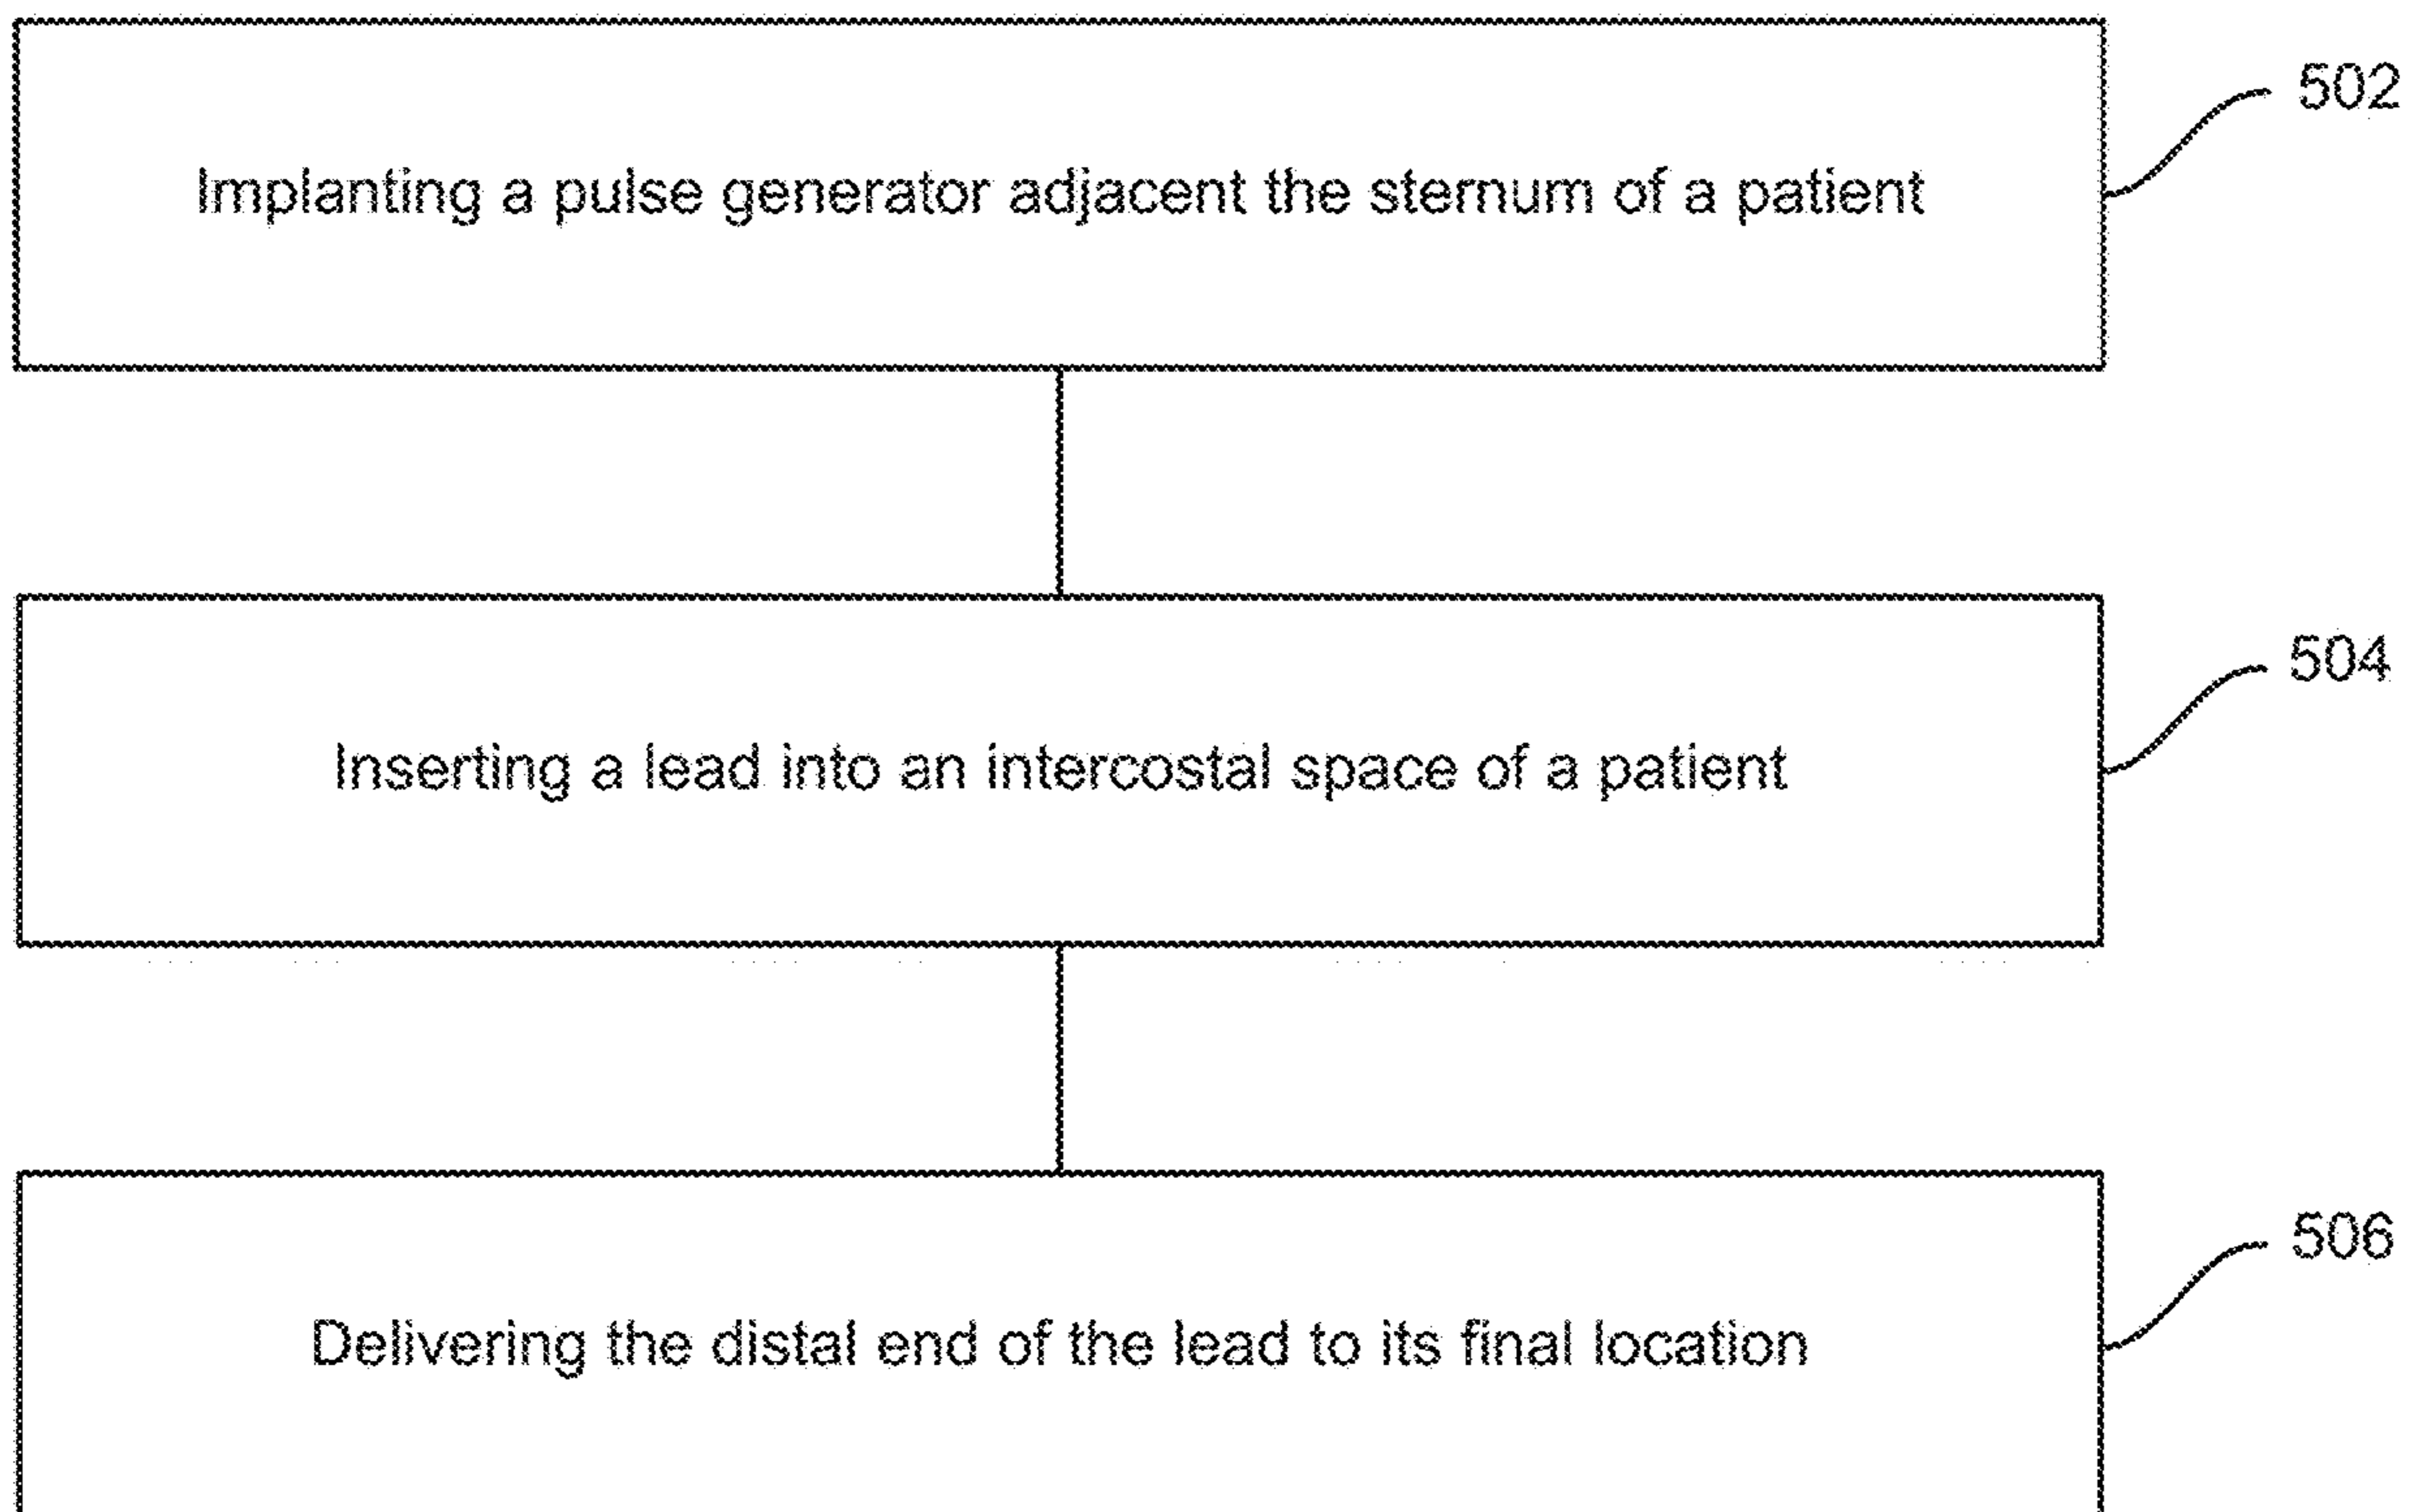 502
Implanting a pulse generator adjacent the sternum of a patient
504
Inserting a lead into an intercostal space of a patient
506
Delivering the distal end of the lead to its final location